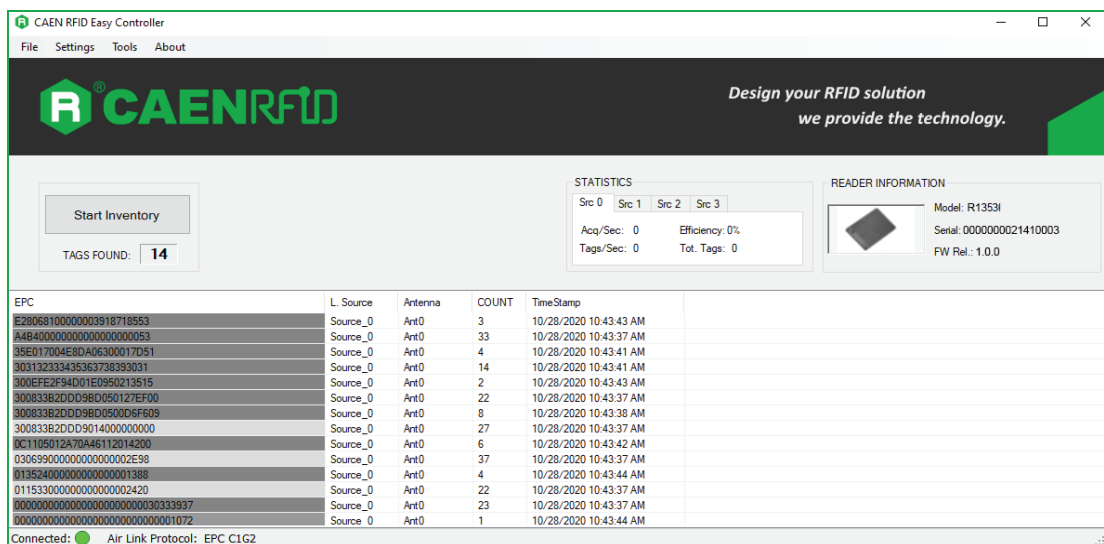 CAEN RFID Easy Controller
File Settings Tools About
R ® CAENRFID
Design your RFID solution
we provide the technology.
Start Inventory
TAGS FOUND: 14
STATISTICS
Src 0 Src 1 Src 2 Src 3
Acq/Sec: 0 Efficiency: 0%
Tags/Sec: 0 Tot. Tags: 0
READER INFORMATION
Model: R1353I
Serial: 0000000021410003
FW Rel.: 1.0.0
EPC L. Source Antenna COUNT TimeStamp
E28068100000003918718553 Source_0 Ant0 3 10/28/2020 10:43:43 AM
A4B400000000000000000053 Source_0 Ant0 33 10/28/2020 10:43:37 AM
35E017004E8DA06300017D51 Source_0 Ant0 4 10/28/2020 10:43:41 AM
303132333435363738393031 Source_0 Ant0 14 10/28/2020 10:43:41 AM
300EFE2F94D01E0950213515 Source_0 Ant0 2 10/28/2020 10:43:43 AM
300833B2DDD9BD050127EF00 Source_0 Ant0 22 10/28/2020 10:43:37 AM
300833B2DDD9BD0500D6F609 Source_0 Ant0 8 10/28/2020 10:43:38 AM
300833B2DDD9014000000000 Source_0 Ant0 27 10/28/2020 10:43:37 AM
0C1105012A70A46112014200 Source_0 Ant0 6 10/28/2020 10:43:42 AM
030699000000000000002E98 Source_0 Ant0 37 10/28/2020 10:43:37 AM
013524000000000000001388 Source_0 Ant0 4 10/28/2020 10:43:44 AM
011533000000000000002420 Source_0 Ant0 22 10/28/2020 10:43:37 AM
Source_0 Ant0 23 10/28/2020 10:43:37 AM
Source_0 Ant0 1 10/28/2020 10:43:44 AM
Connected: Air Link Protocol: EPC C1G2